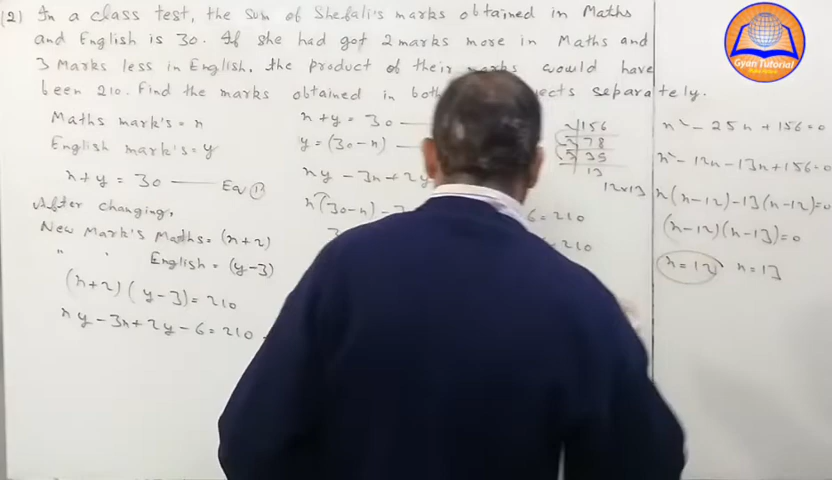 (2) In a class test, the sum of Shefali's marks obtained in Maths
and English is 30. If she had got 2 marks more in Maths and
3 Marks less in English. the product of their marks would have
been 210. Find the marks obtained in both separately.
Maths mark's = x
English mark's = y
x + y = 30 —— Eq ①
After changing,
New Mark's Maths = (x+2)
" " English = (y-3)
(x+2)(y-3) = 210
xy - 3x + 2y - 6 = 210
x + y = 30 —
y = (30-x) —
xy - 3x + 2y
x(30-x) -
6 = 210
= 210
2 156
2 78
3 39
13
12x13
x² - 25x + 156 = 0
x² - 12x - 13x + 156 = 0
x(x-12) - 13(x-12) = 0
(x-12)(x-13) = 0
x = 12, x = 13
Gyan Tutorial